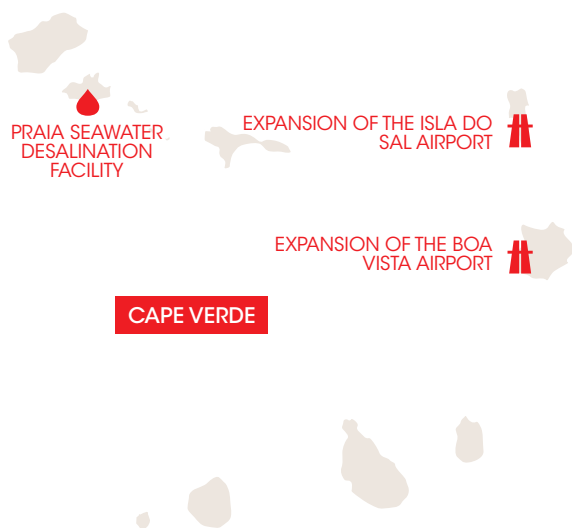 PRAIA SEAWATER
DESALINATION
FACILITY
EXPANSION OF THE ISLA DO
SAL AIRPORT
EXPANSION OF THE BOA
VISTA AIRPORT
CAPE VERDE